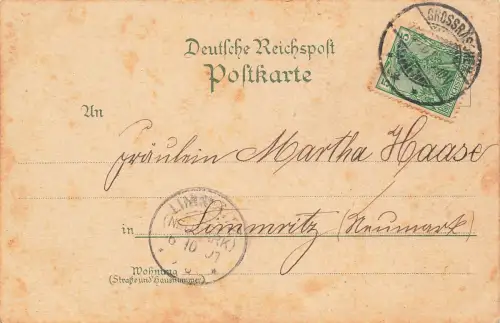 Deutsche Reichspost
Postkarte
An
Fräulein Martha Haase
in Limmritz (Neumark)
Wohnung
(Straße und Hausnummer)